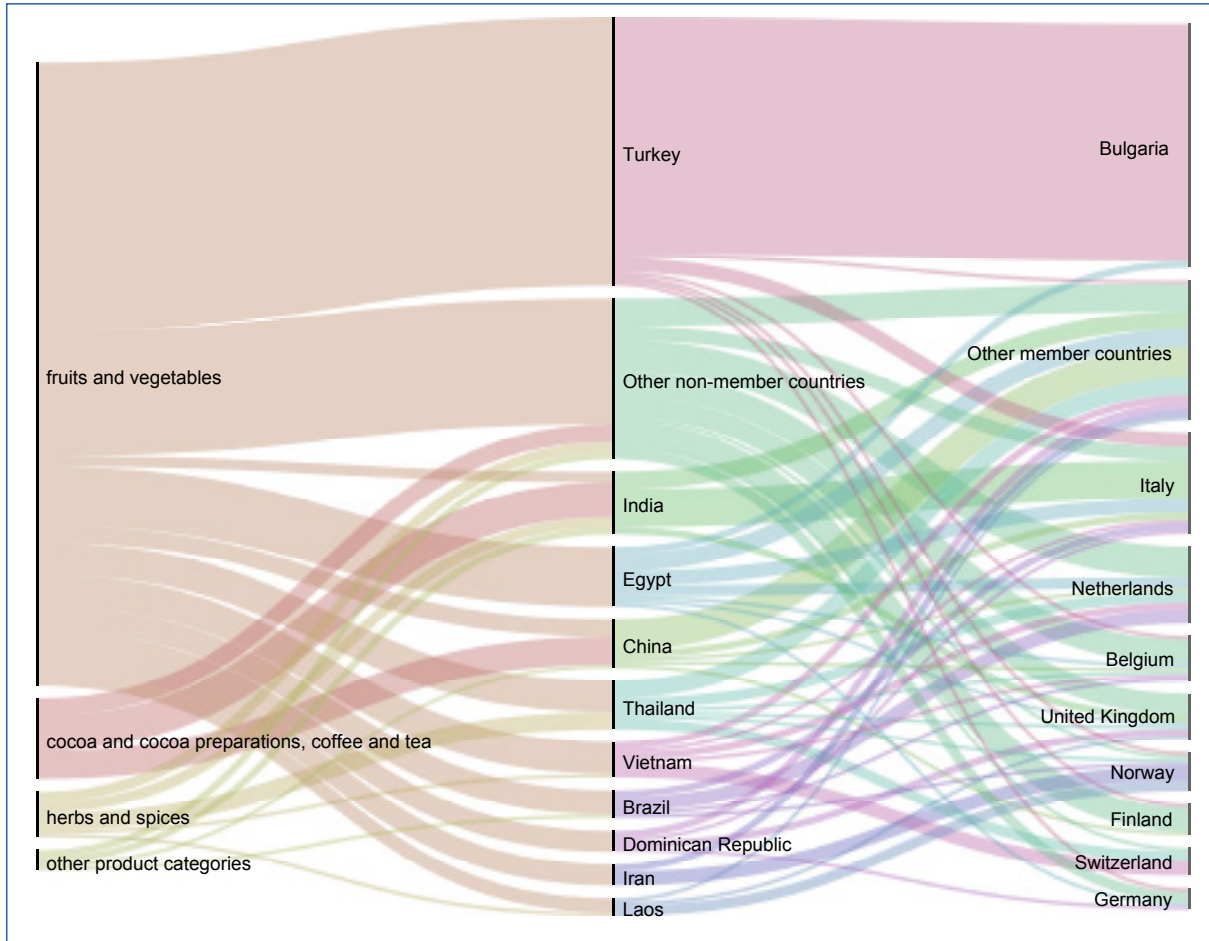 fruits and vegetables
cocoa and cocoa preparations, coffee and tea
herbs and spices
other product categories
Turkey
Other non-member countries
India
Egypt
China
Thailand
Vietnam
Brazil
Dominican Republic
Iran
Laos
Bulgaria
Other member countries
Italy
Netherlands
Belgium
United Kingdom
Norway
Finland
Switzerland
Germany